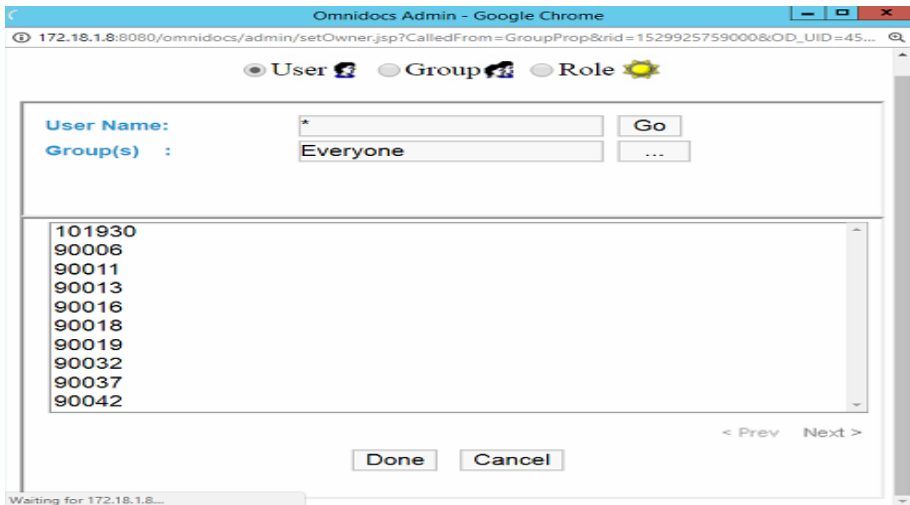 Omnidocs Admin - Google Chrome
172.18.1.8:8080/omnidocs/admin/setOwner.jsp?CalledFrom=GroupProp&rid=1529925759000&OD_UID=45...
User Group Role
User Name: * Go
Group(s) : Everyone ...
101930
90006
90011
90013
90016
90018
90019
90032
90037
90042
< Prev Next >
Done Cancel
Waiting for 172.18.1.8...